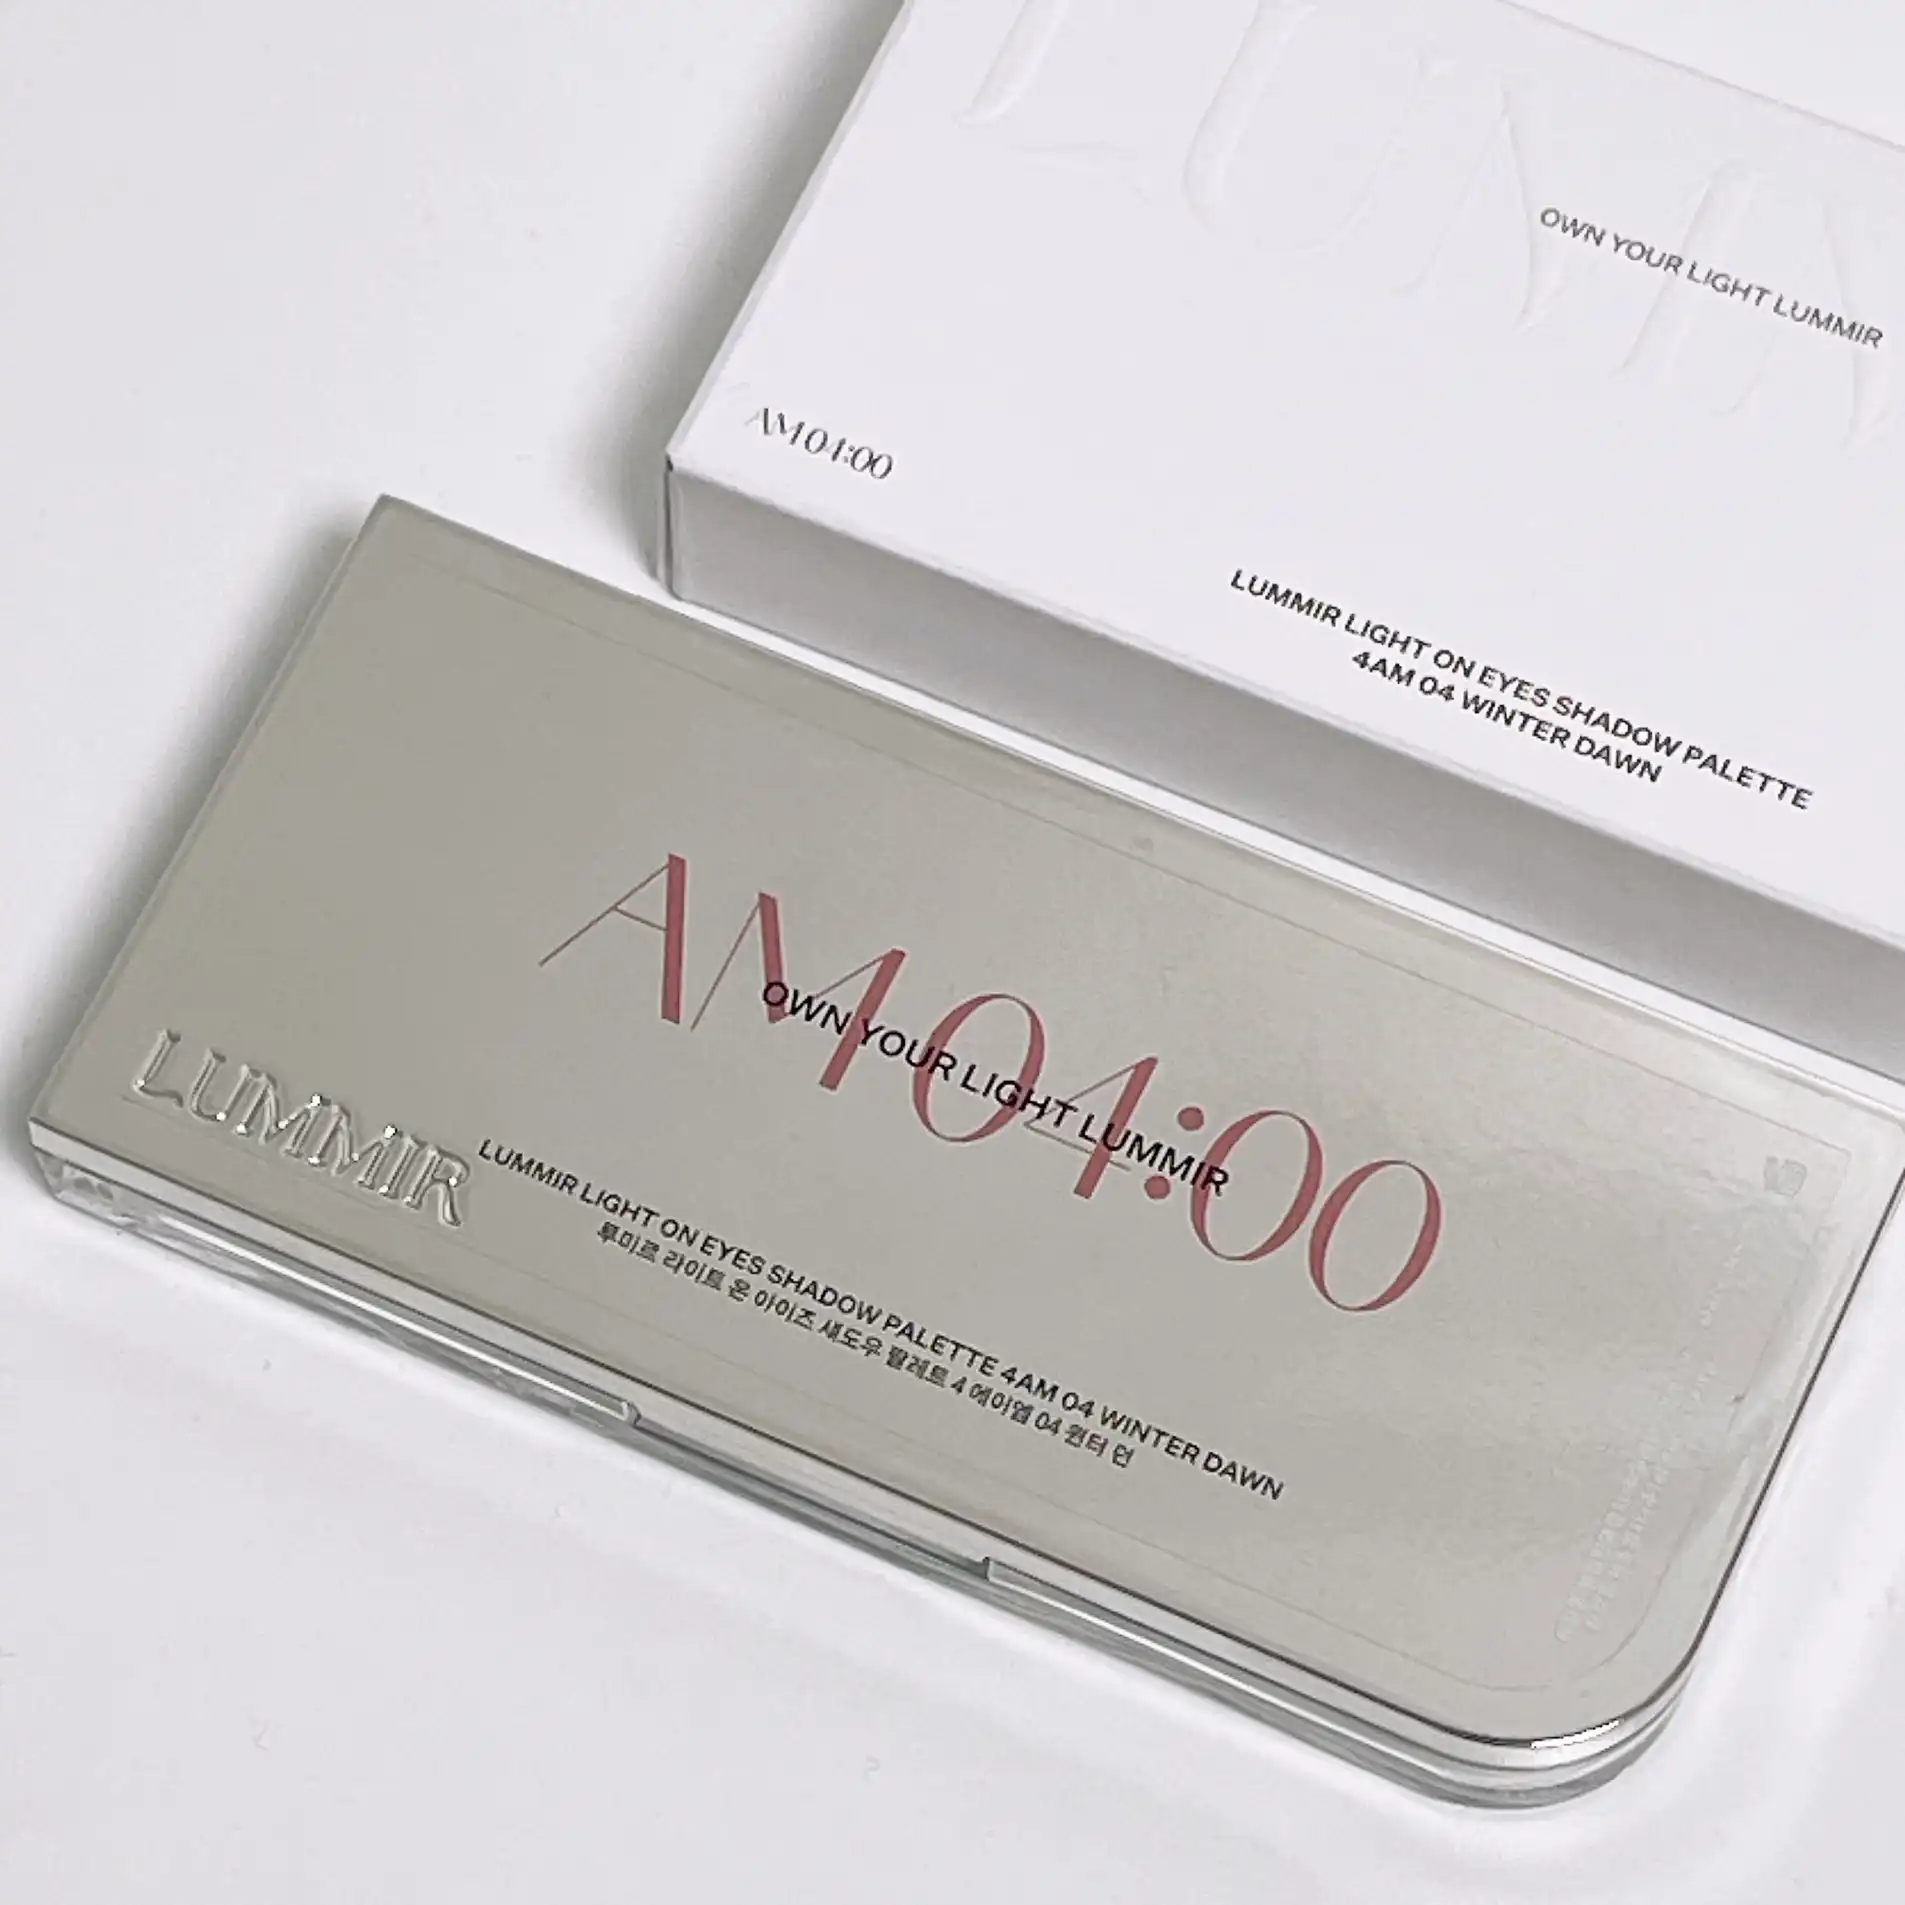 LUMM
OWN YOUR LIGHT LUMMIR
AM 04:00
LUMMIR LIGHT ON EYES SHADOW PALETTE
4AM 04 WINTER DAWN
AM 04:00
OWN YOUR LIGHT LUMMIR
LUMMIR
LUMMIR LIGHT ON EYES SHADOW PALETTE 4AM 04 WINTER DAWN
루미르 라이트 온 아이즈 섀도우 팔레트 4 에이엠 04 윈터 던